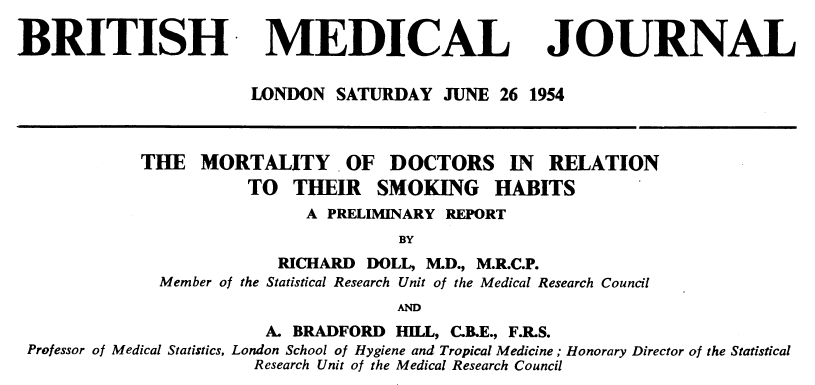 BRITISH MEDICAL JOURNAL
LONDON SATURDAY JUNE 26 1954
THE MORTALITY OF DOCTORS IN RELATION
TO THEIR SMOKING HABITS
A PRELIMINARY REPORT
BY
RICHARD DOLL, M.D., M.R.C.P.
Member of the Statistical Research Unit of the Medical Research Council
AND
A. BRADFORD HILL, C.B.E., F.R.S.
Professor of Medical Statistics, London School of Hygiene and Tropical Medicine ; Honorary Director of the Statistical
Research Unit of the Medical Research Council